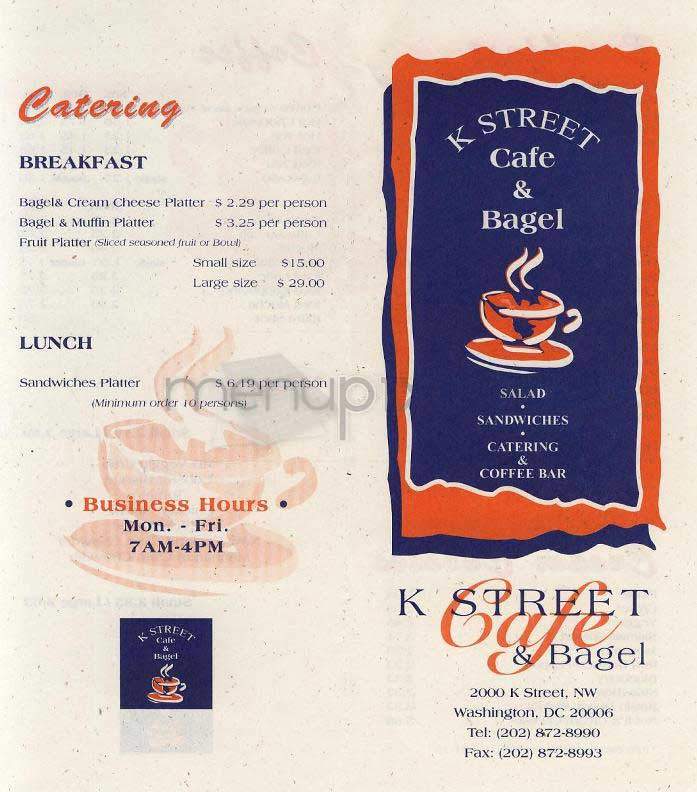 Catering
BREAKFAST
Bagel& Cream Cheese Platter $ 2.29 per person
Bagel & Muffin Platter $ 3.25 per person
Fruit Platter (Sliced seasoned fruit or Bowl)
Small size $15.00
Large size $ 29.00
LUNCH
Sandwiches Platter $ 6.19 per person
(Minimum order 10 persons)
menupix
• Business Hours •
Mon. - Fri.
7AM-4PM
K STREET
Cafe
&
Bagel
K STREET
Cafe
&
Bagel
SALAD
•
SANDWICHES
•
CATERING
&
COFFEE BAR
K STREET
Cafe
& Bagel
2000 K Street, NW
Washington, DC 20006
Tel: (202) 872-8990
Fax: (202) 872-8993